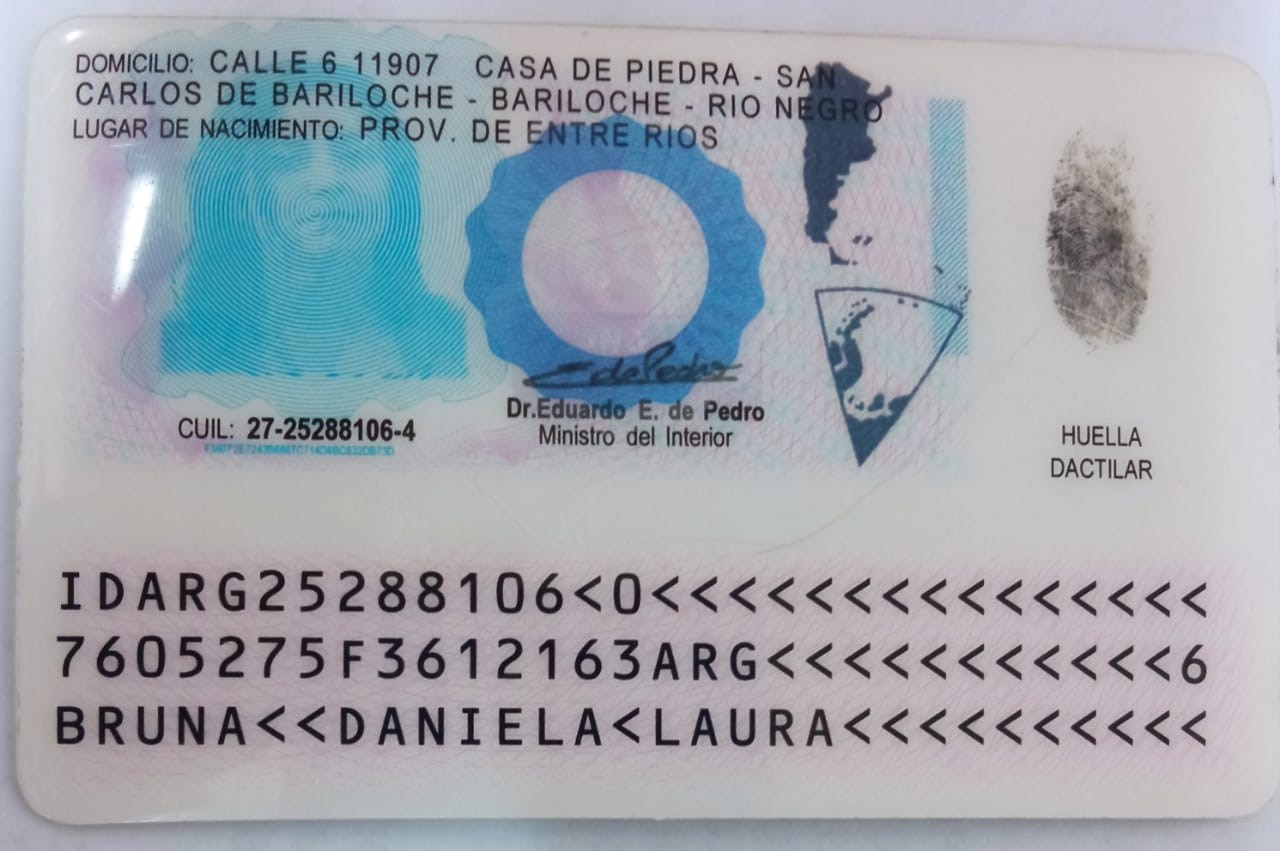 DOMICILIO: CALLE 6 11907 CASA DE PIEDRA - SAN
CARLOS DE BARILOCHE - BARILOCHE - RIO NEGRO
LUGAR DE NACIMIENTO: PROV. DE ENTRE RIOS
CUIL: 27-25288106-4
Dr.Eduardo E. de Pedro
Ministro del Interior
HUELLA
DACTILAR
IDARG25288106<0<<<<<<<<<<<<<<<
7605275F3612163ARG<<<<<<<<<<<6
BRUNA<<DANIELA<LAURA<<<<<<<<<<